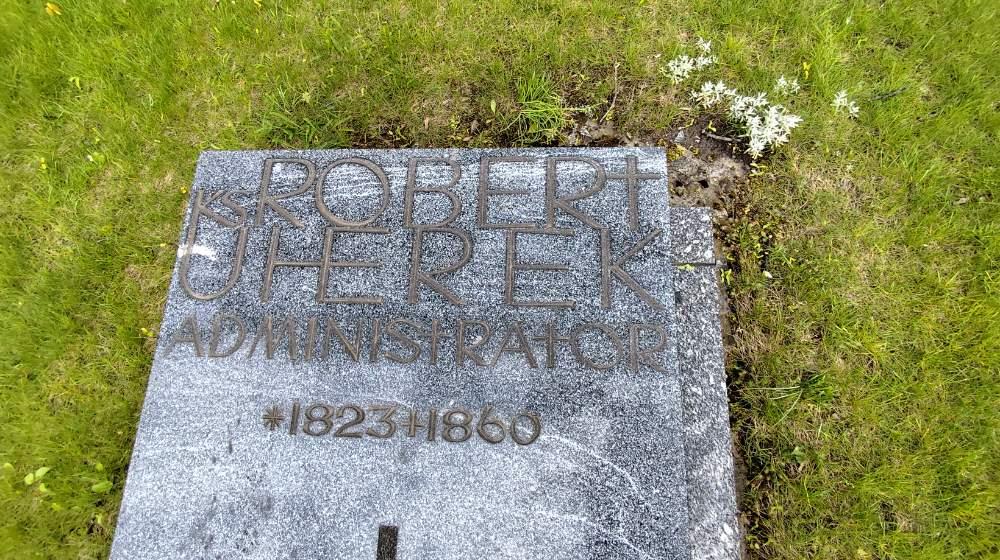 KS ROBERT
UHEREK
ADMINISTRATOR
*1823+1860